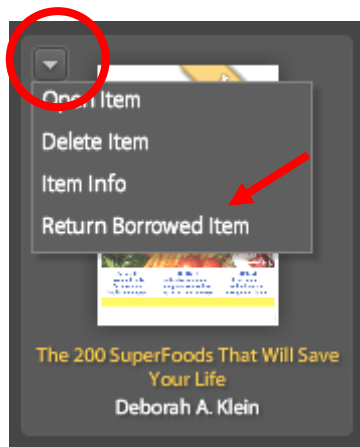 Open Item
Delete Item
Item Info
Return Borrowed Item
The 200 SuperFoods That Will Save
Your Life
Deborah A. Klein